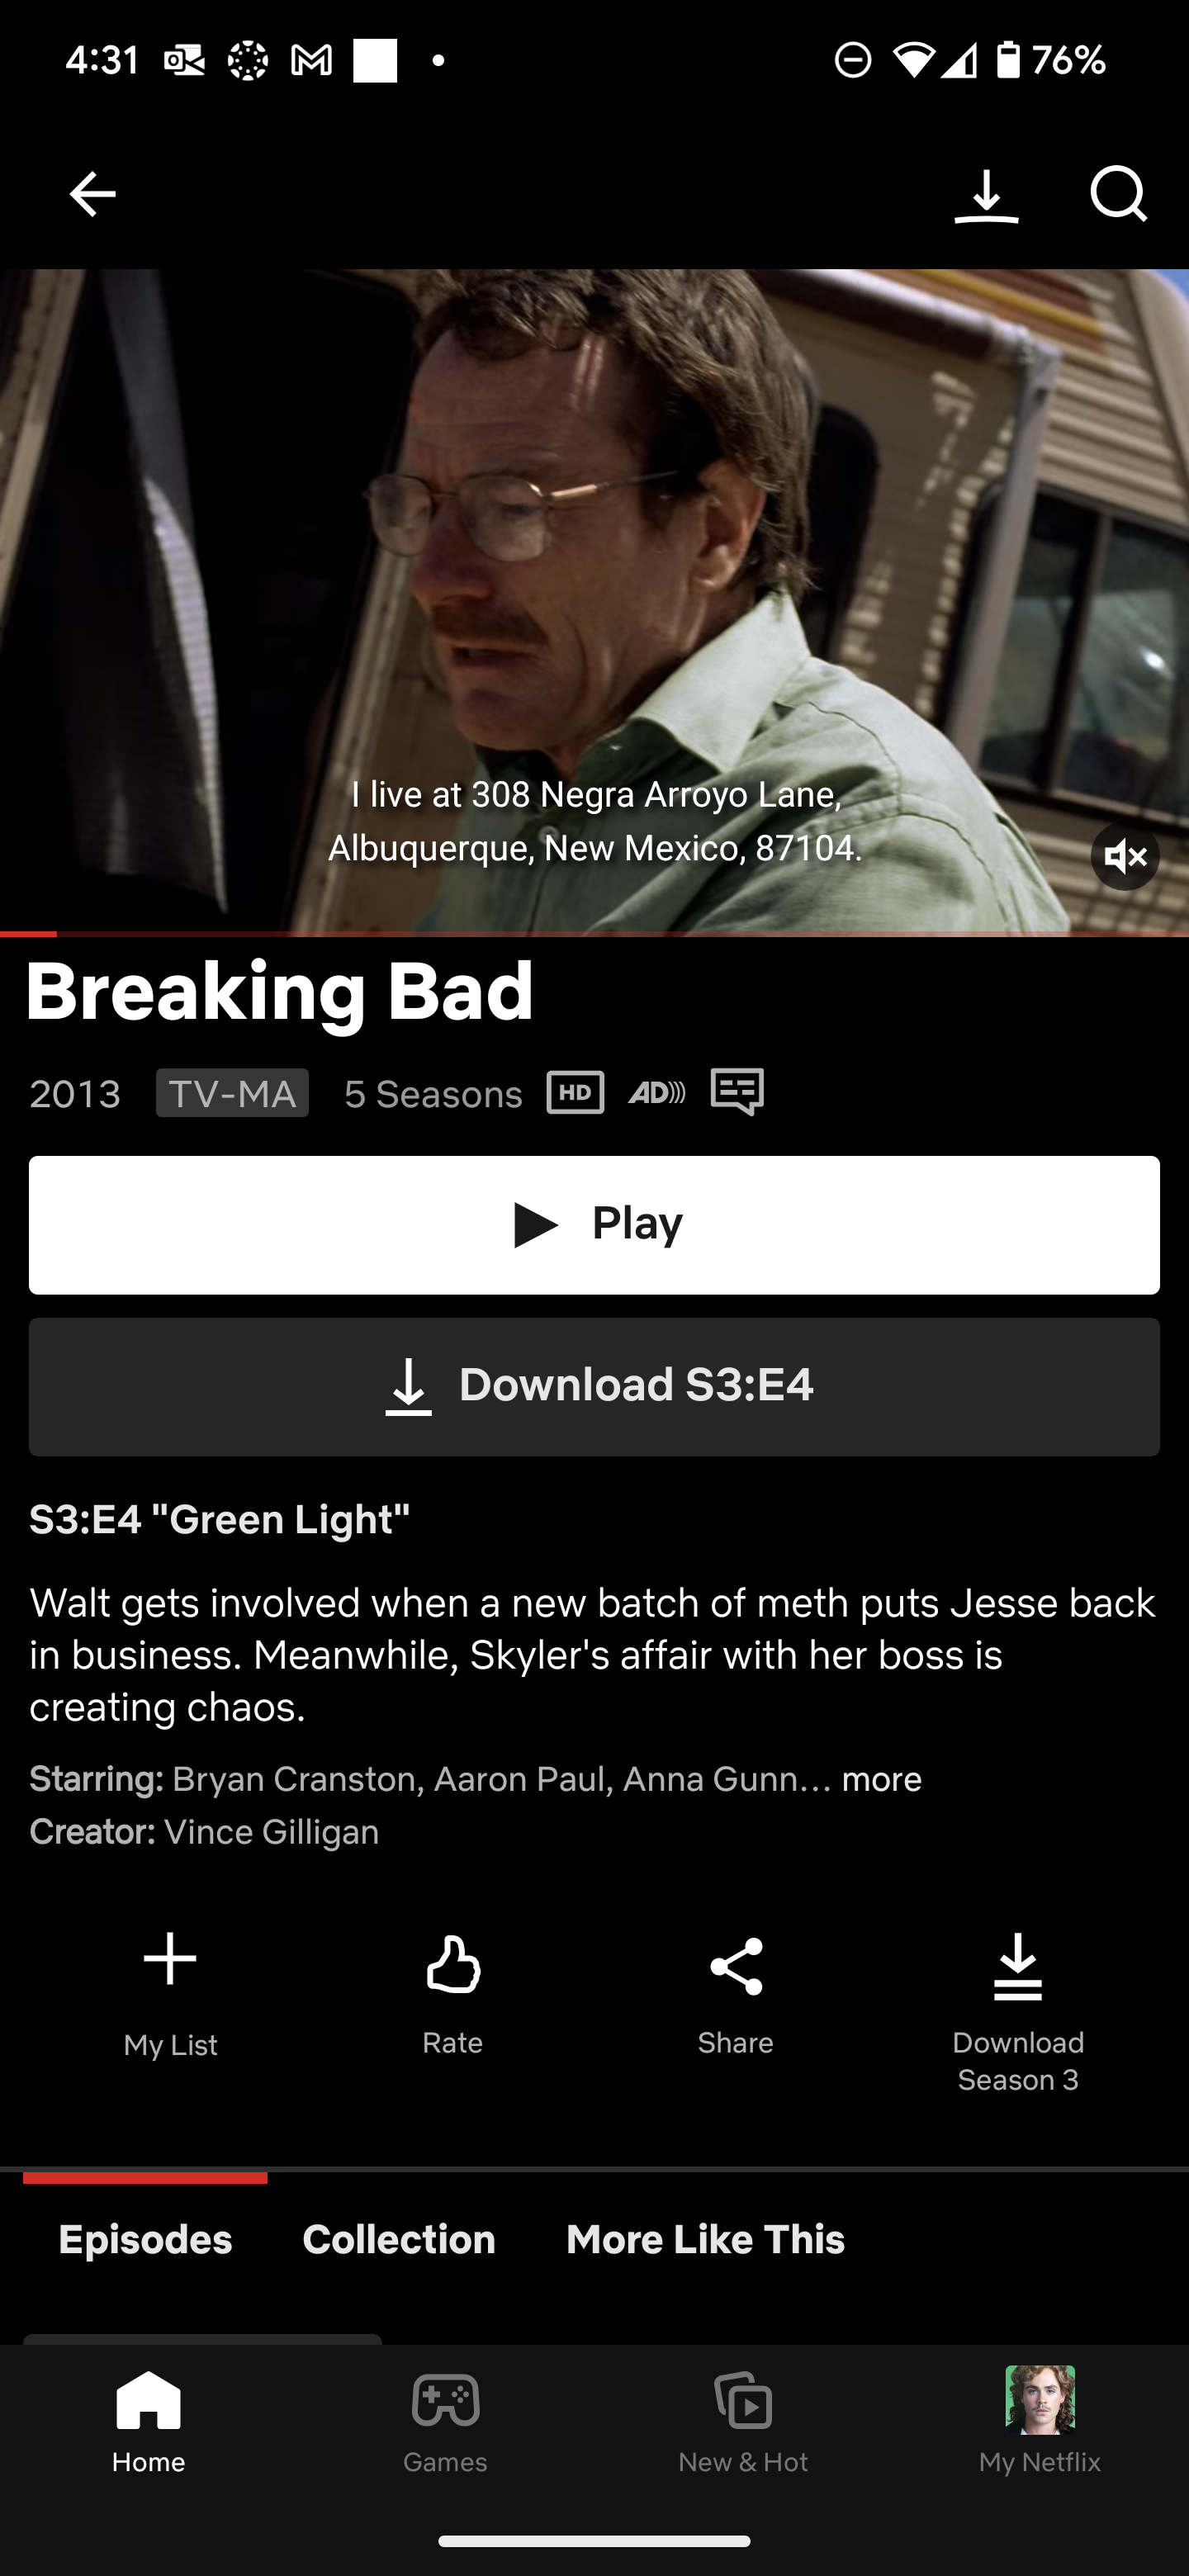 4:31
76%
I live at 308 Negra Arroyo Lane,
Albuquerque, New Mexico, 87104.
Breaking Bad
2013 TV-MA 5 Seasons HD AD
Play
Download S3:E4
S3:E4 "Green Light"
Walt gets involved when a new batch of meth puts Jesse back
in business. Meanwhile, Skyler's affair with her boss is
creating chaos.
Starring: Bryan Cranston, Aaron Paul, Anna Gunn... more
Creator: Vince Gilligan
My List
Rate
Share
Download
Season 3
Episodes
Collection
More Like This
Home
Games
New & Hot
My Netflix